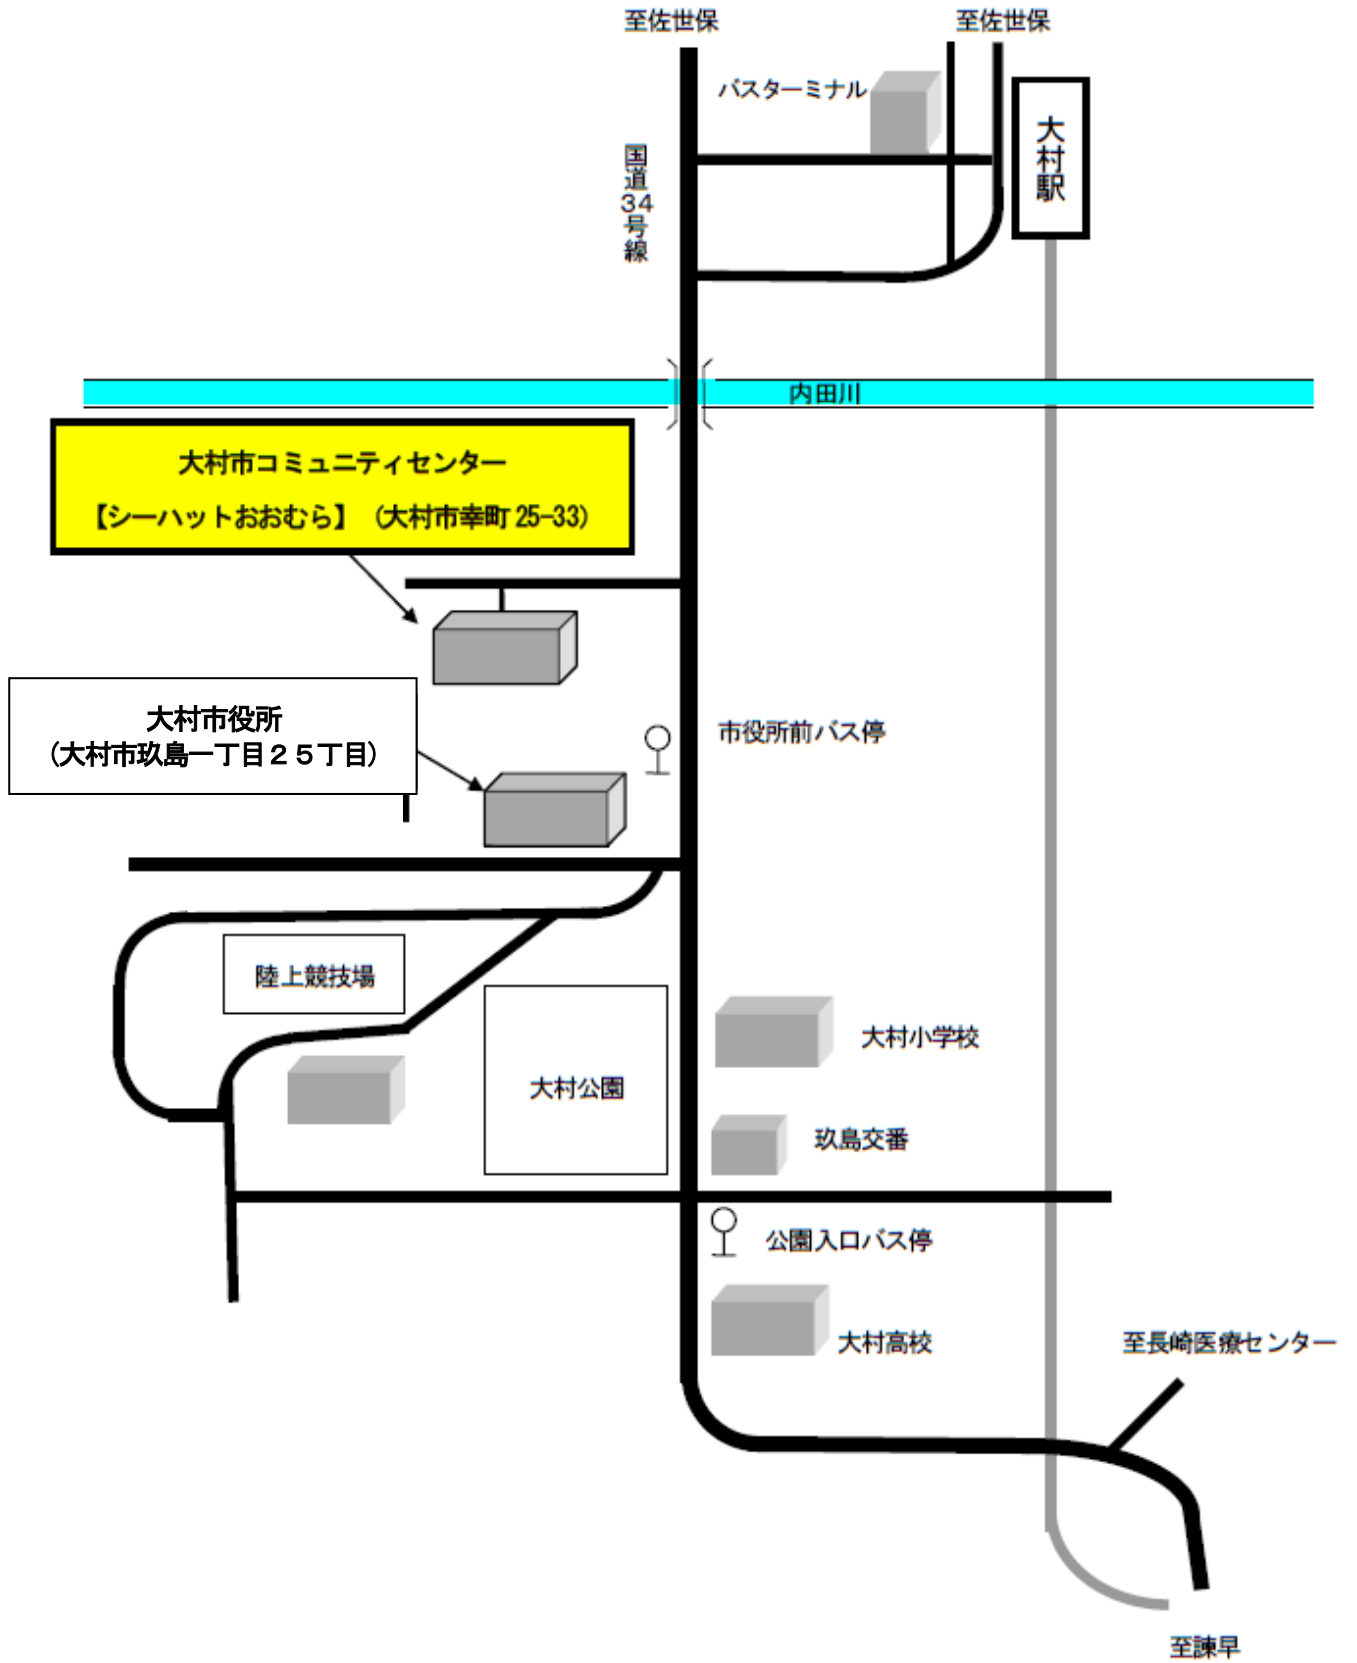 至佐世保
至佐世保
バスターミナル
大村駅
国道34号線
内田川
大村市コミュニティセンター
【シーハットおおむら】（大村市幸町25-33）
大村市役所
（大村市玖島一丁目２５丁目）
市役所前バス停
陸上競技場
大村公園
大村小学校
玖島交番
公園入口バス停
大村高校
至長崎医療センター
至諫早